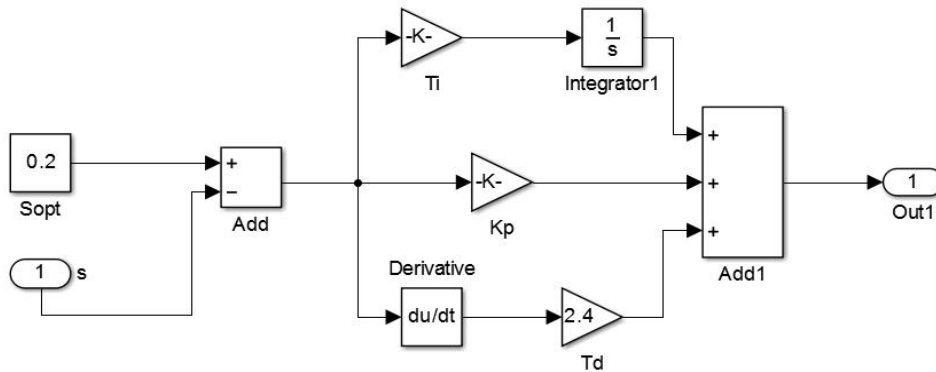 -K-
Ti
1
s
Integrator1
0.2
Sopt
+
−
Add
1
s
-K-
Kp
Derivative
du/dt
2.4
Td
+
+
+
Add1
1
Out1